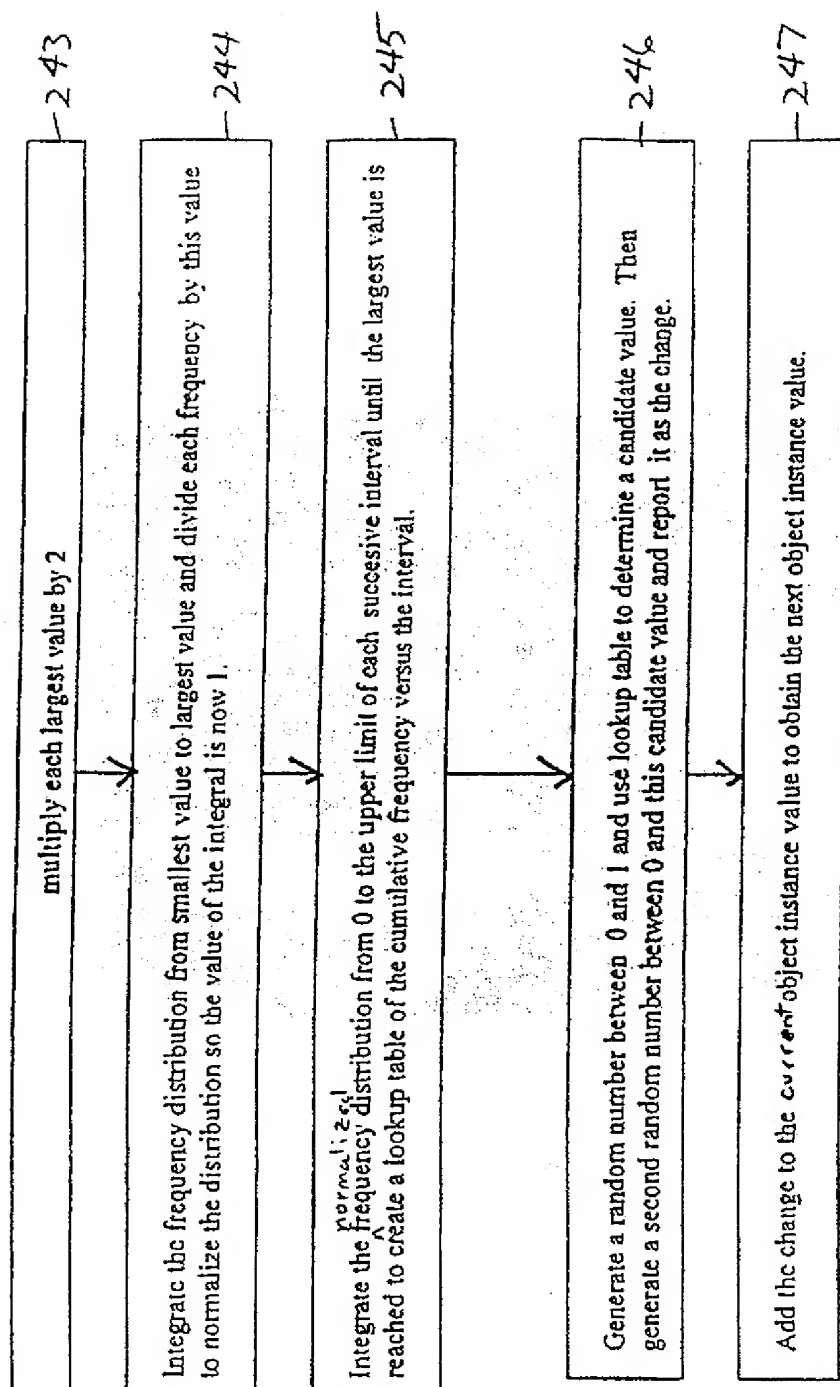 multiply each largest value by 2
243
Integrate the frequency distribution from smallest value to largest value and divide each frequency by this value
to normalize the distribution so the value of the integral is now 1.
244
normalized
Integrate the ^ frequency distribution from 0 to the upper limit of each succesive interval until the largest value is
reached to create a lookup table of the cumulative frequency versus the interval.
245
Generate a random number between 0 and 1 and use lookup table to determine a candidate value. Then
generate a second random number between 0 and this candidate value and report it as the change.
246
Add the change to the current object instance value to obtain the next object instance value.
247